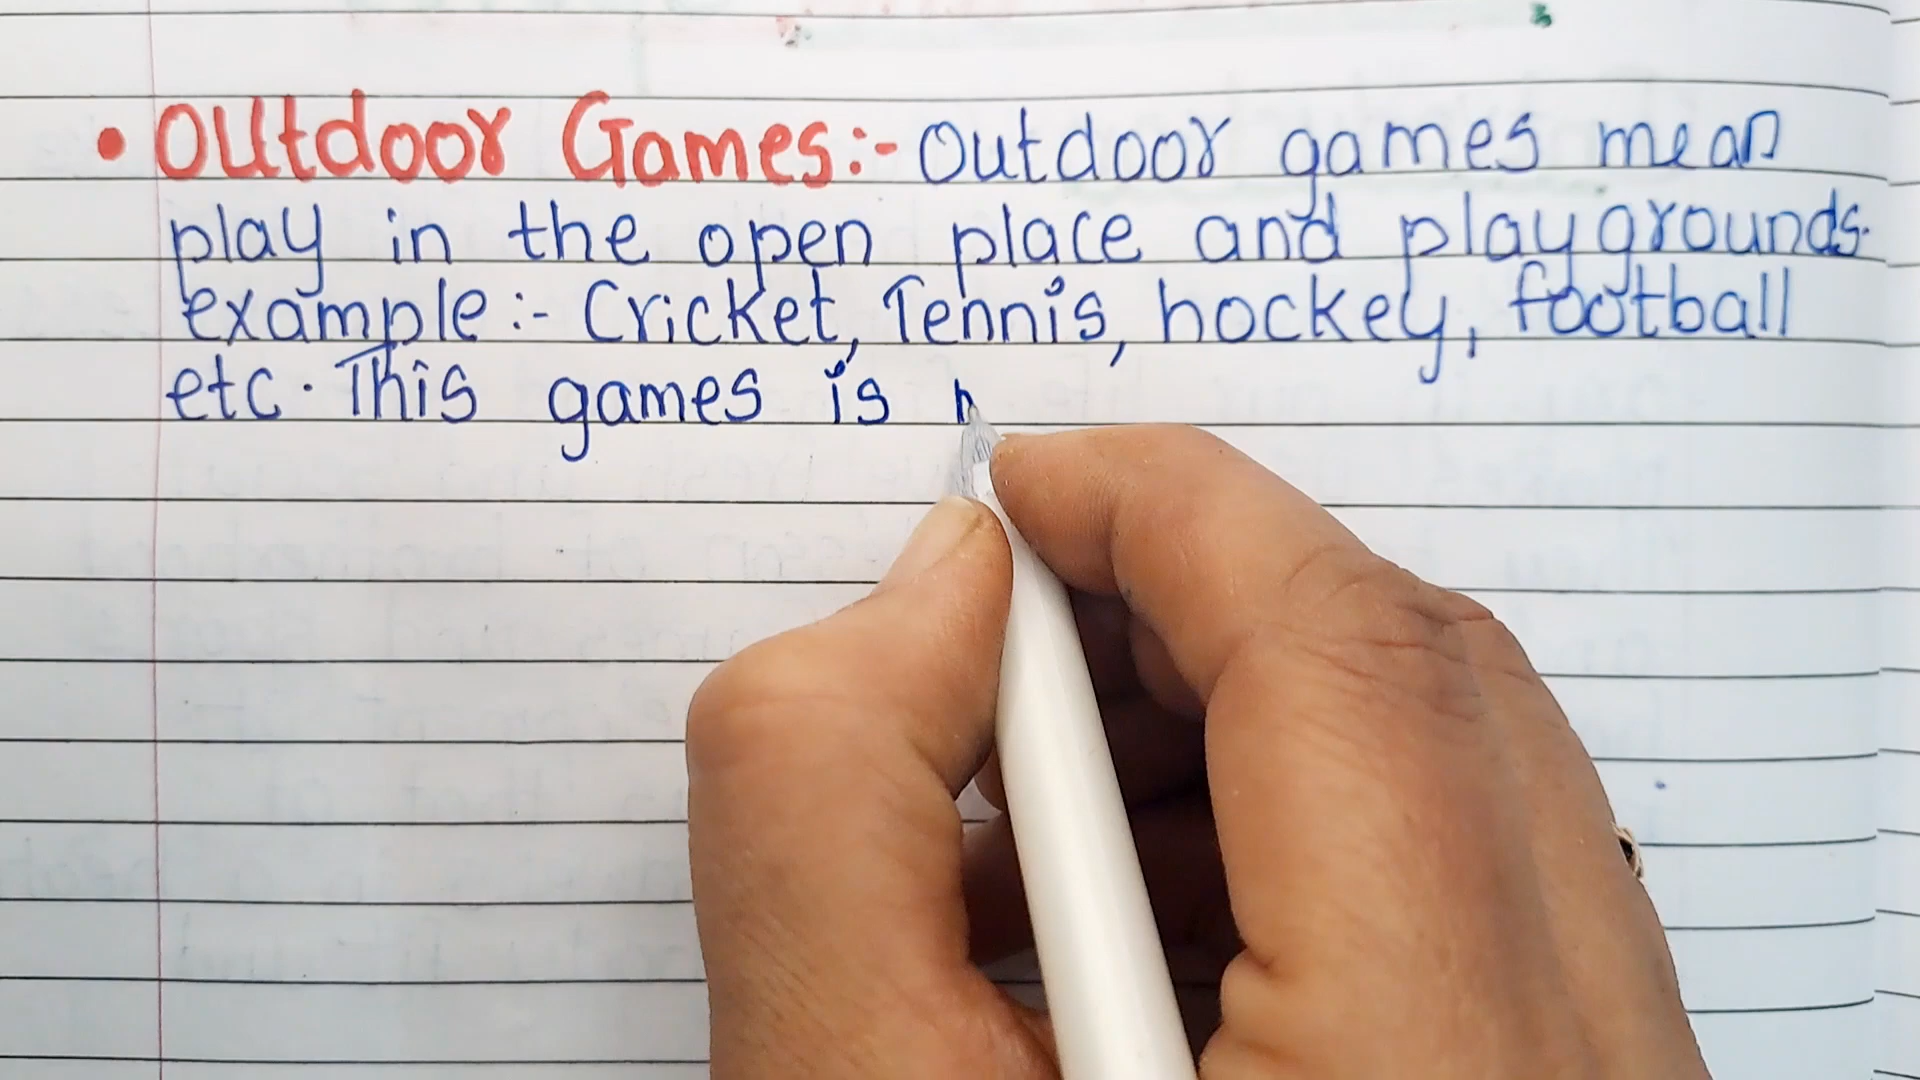 • Outdoor Games:- Outdoor games mean
play in the open place and playgrounds.
example:- Cricket, Tennis, hockey, football
etc. This games is